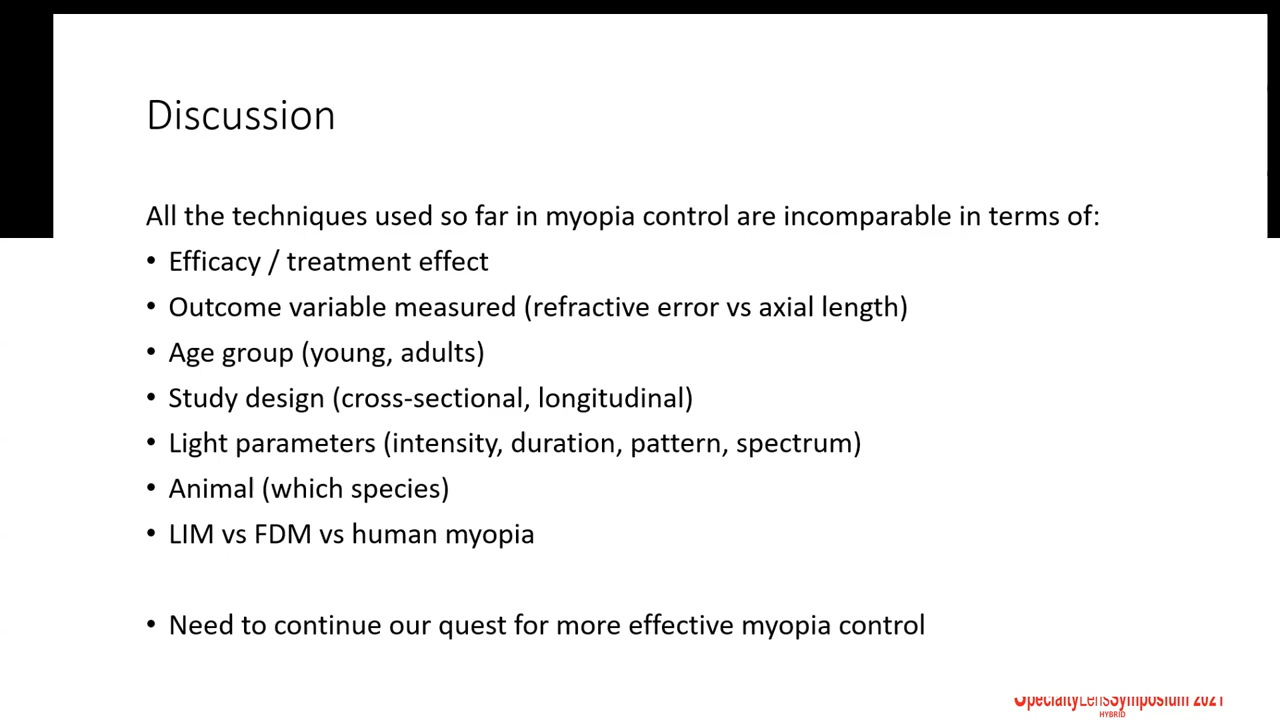 Discussion
All the techniques used so far in myopia control are incomparable in terms of:
• Efficacy / treatment effect
• Outcome variable measured (refractive error vs axial length)
• Age group (young, adults)
• Study design (cross-sectional, longitudinal)
• Light parameters (intensity, duration, pattern, spectrum)
• Animal (which species)
• LIM vs FDM vs human myopia
• Need to continue our quest for more effective myopia control
SpecialtyLensSymposium 2021
HYBRID